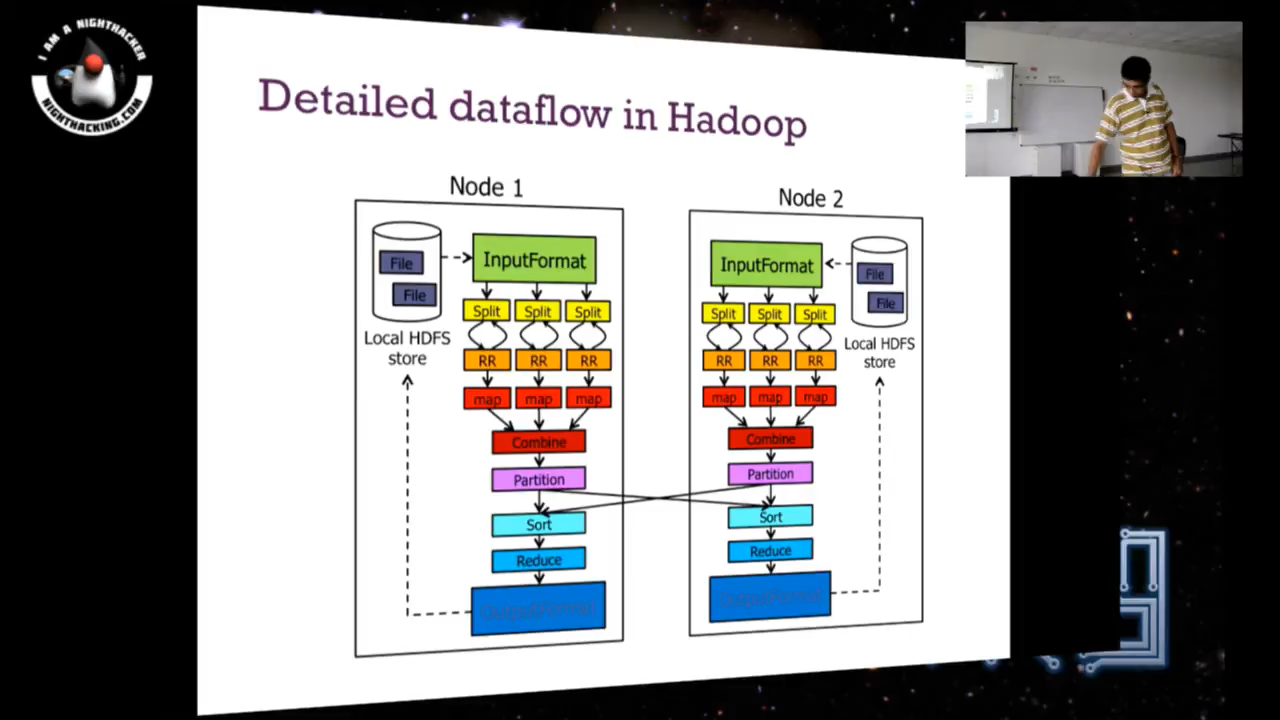 I AM A NIGHTHACKER
NIGHTHACKING.COM
Detailed dataflow in Hadoop
Node 1
File
File
Local HDFS
store
InputFormat
Split Split Split
RR RR RR
map map map
Combine
Partition
Sort
Reduce
OutputFormat
Node 2
InputFormat
File
File
Local HDFS
store
Split Split Split
RR RR RR
map map map
Combine
Partition
Sort
Reduce
OutputFormat